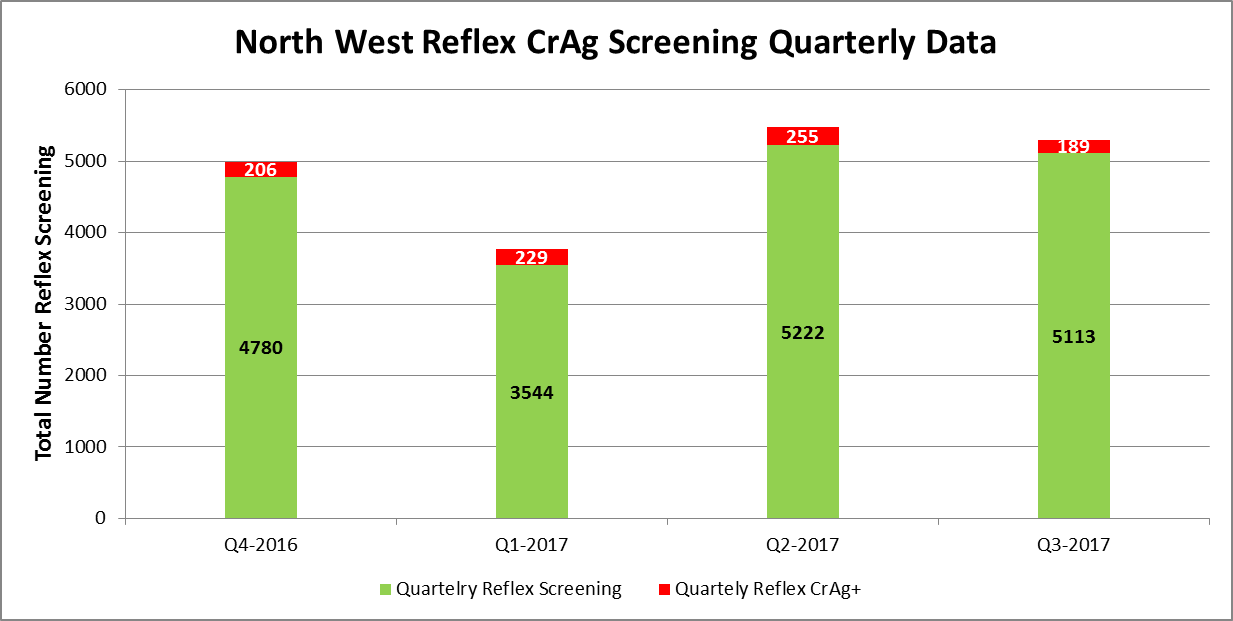 North West Reflex CrAg Screening Quarterly Data
Total Number Reflex Screening
6000
5000
4000
3000
2000
1000
0
206
4780
229
3544
255
5222
189
5113
Q4-2016
Q1-2017
Q2-2017
Q3-2017
Quartelry Reflex Screening
Quartely Reflex CrAg+